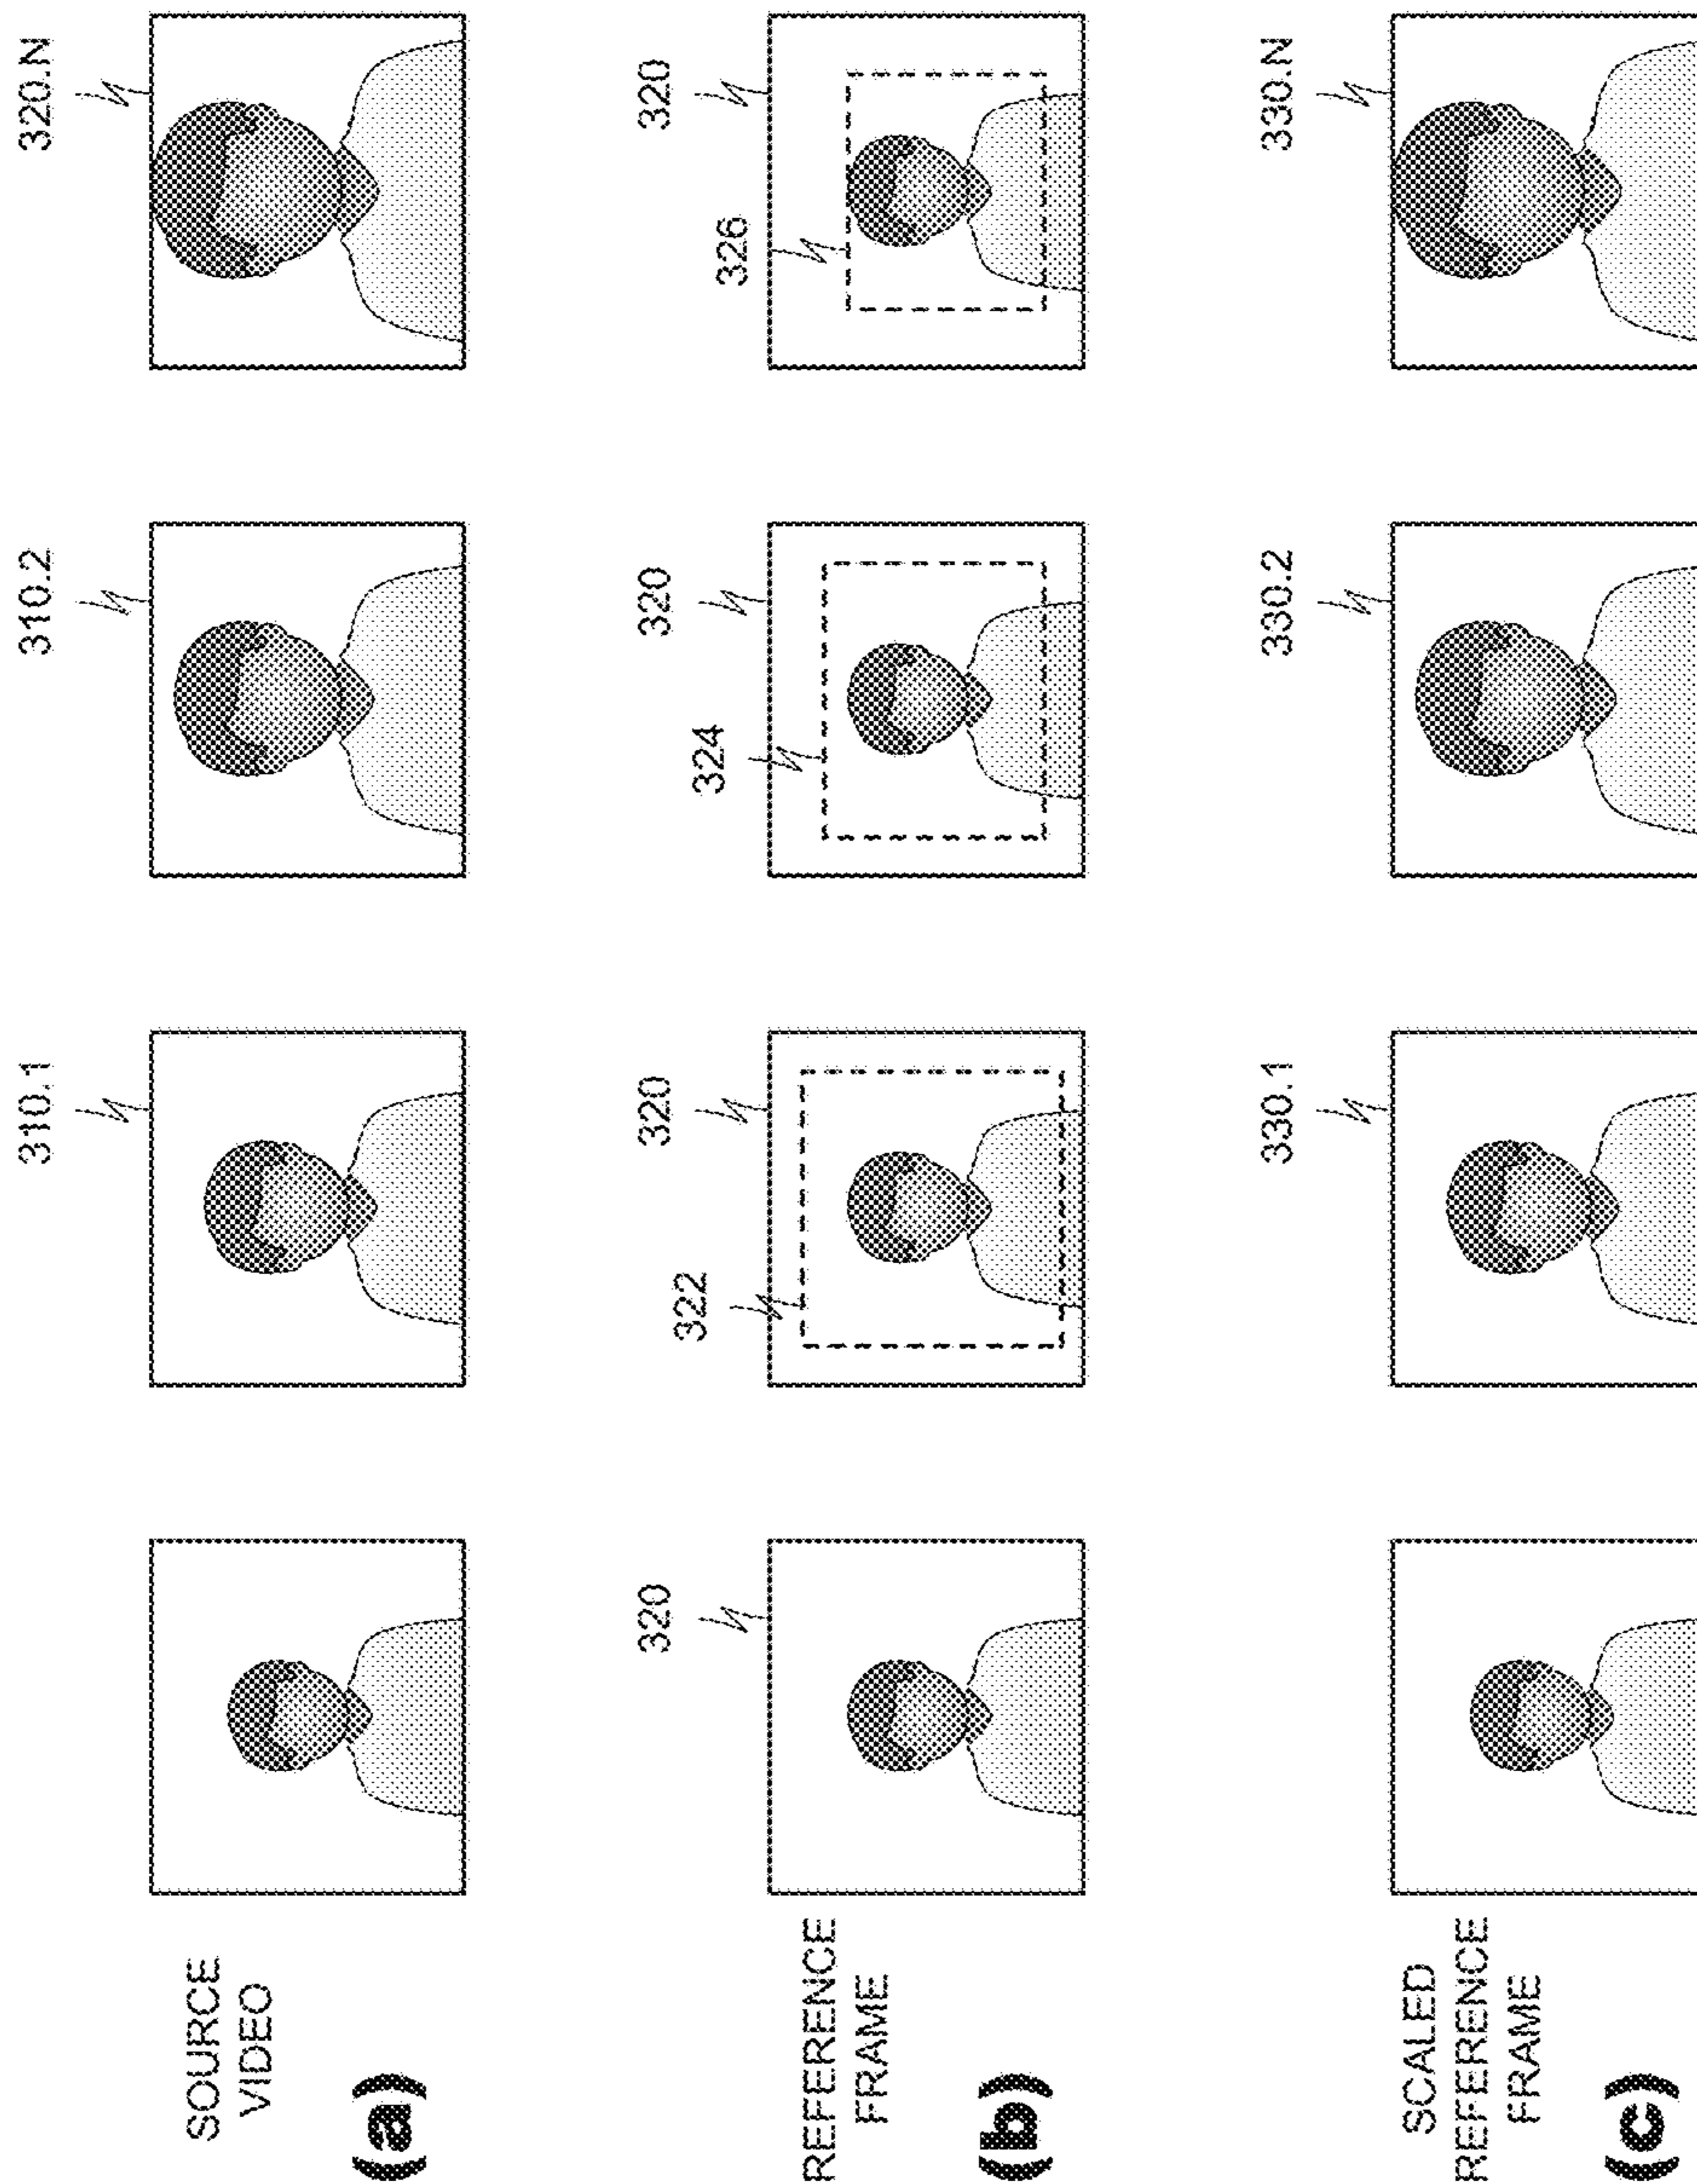 SOURCE
VIDEO
(a)
310.1
310.2
320.N
REFERENCE
FRAME
(b)
320
322
320
324
320
326
320
SCALED
REFERENCE
FRAME
(c)
330.1
330.2
330.N